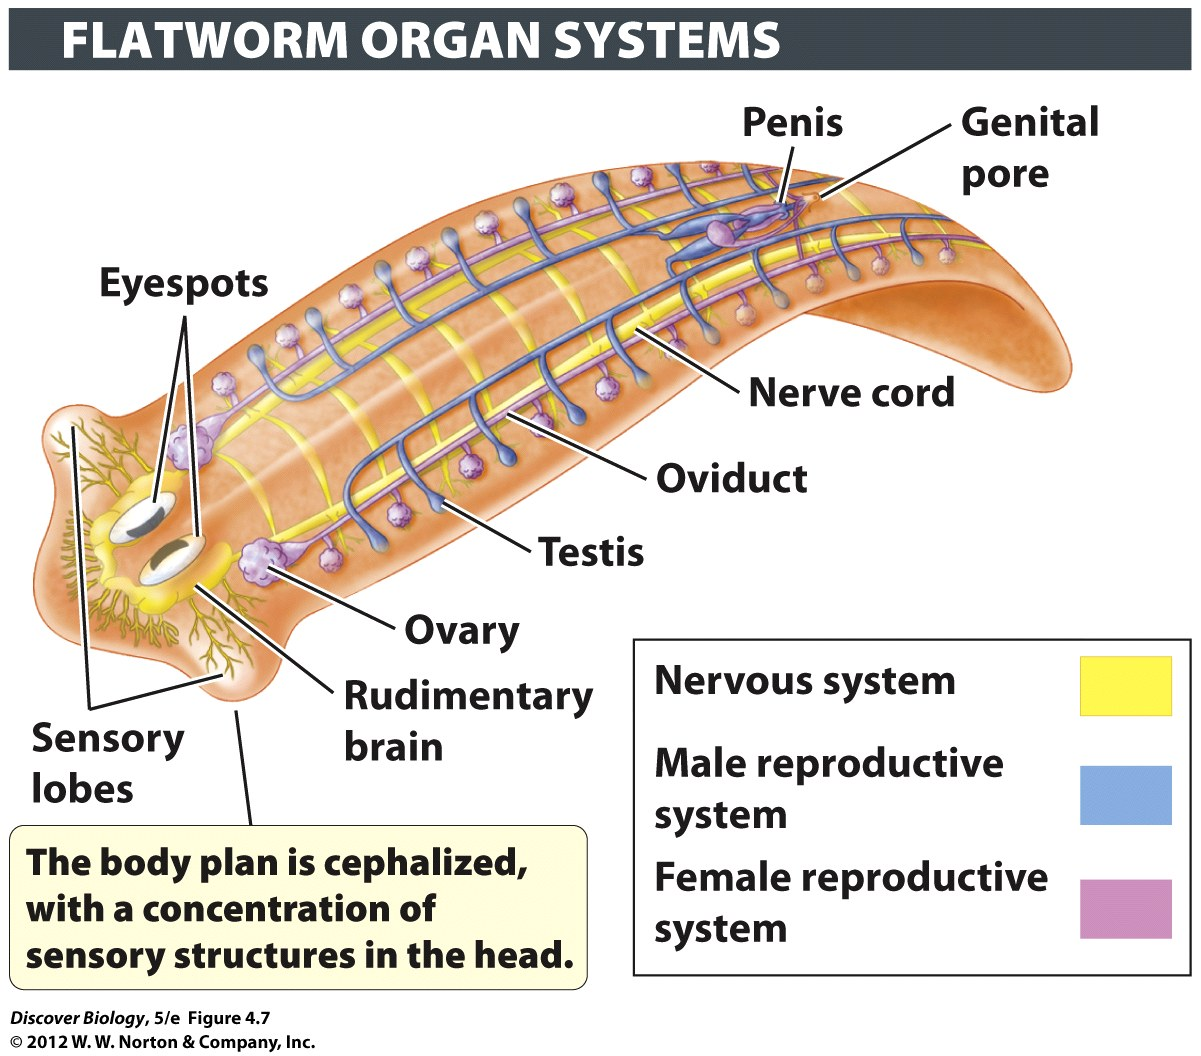 FLATWORM ORGAN SYSTEMS
Penis
Genital
pore
Eyespots
Nerve cord
Oviduct
Testis
Ovary
Rudimentary
brain
Sensory
lobes
The body plan is cephalized,
with a concentration of
sensory structures in the head.
Nervous system
Male reproductive
system
Female reproductive
system
Discover Biology, 5/e Figure 4.7
© 2012 W. W. Norton & Company, Inc.